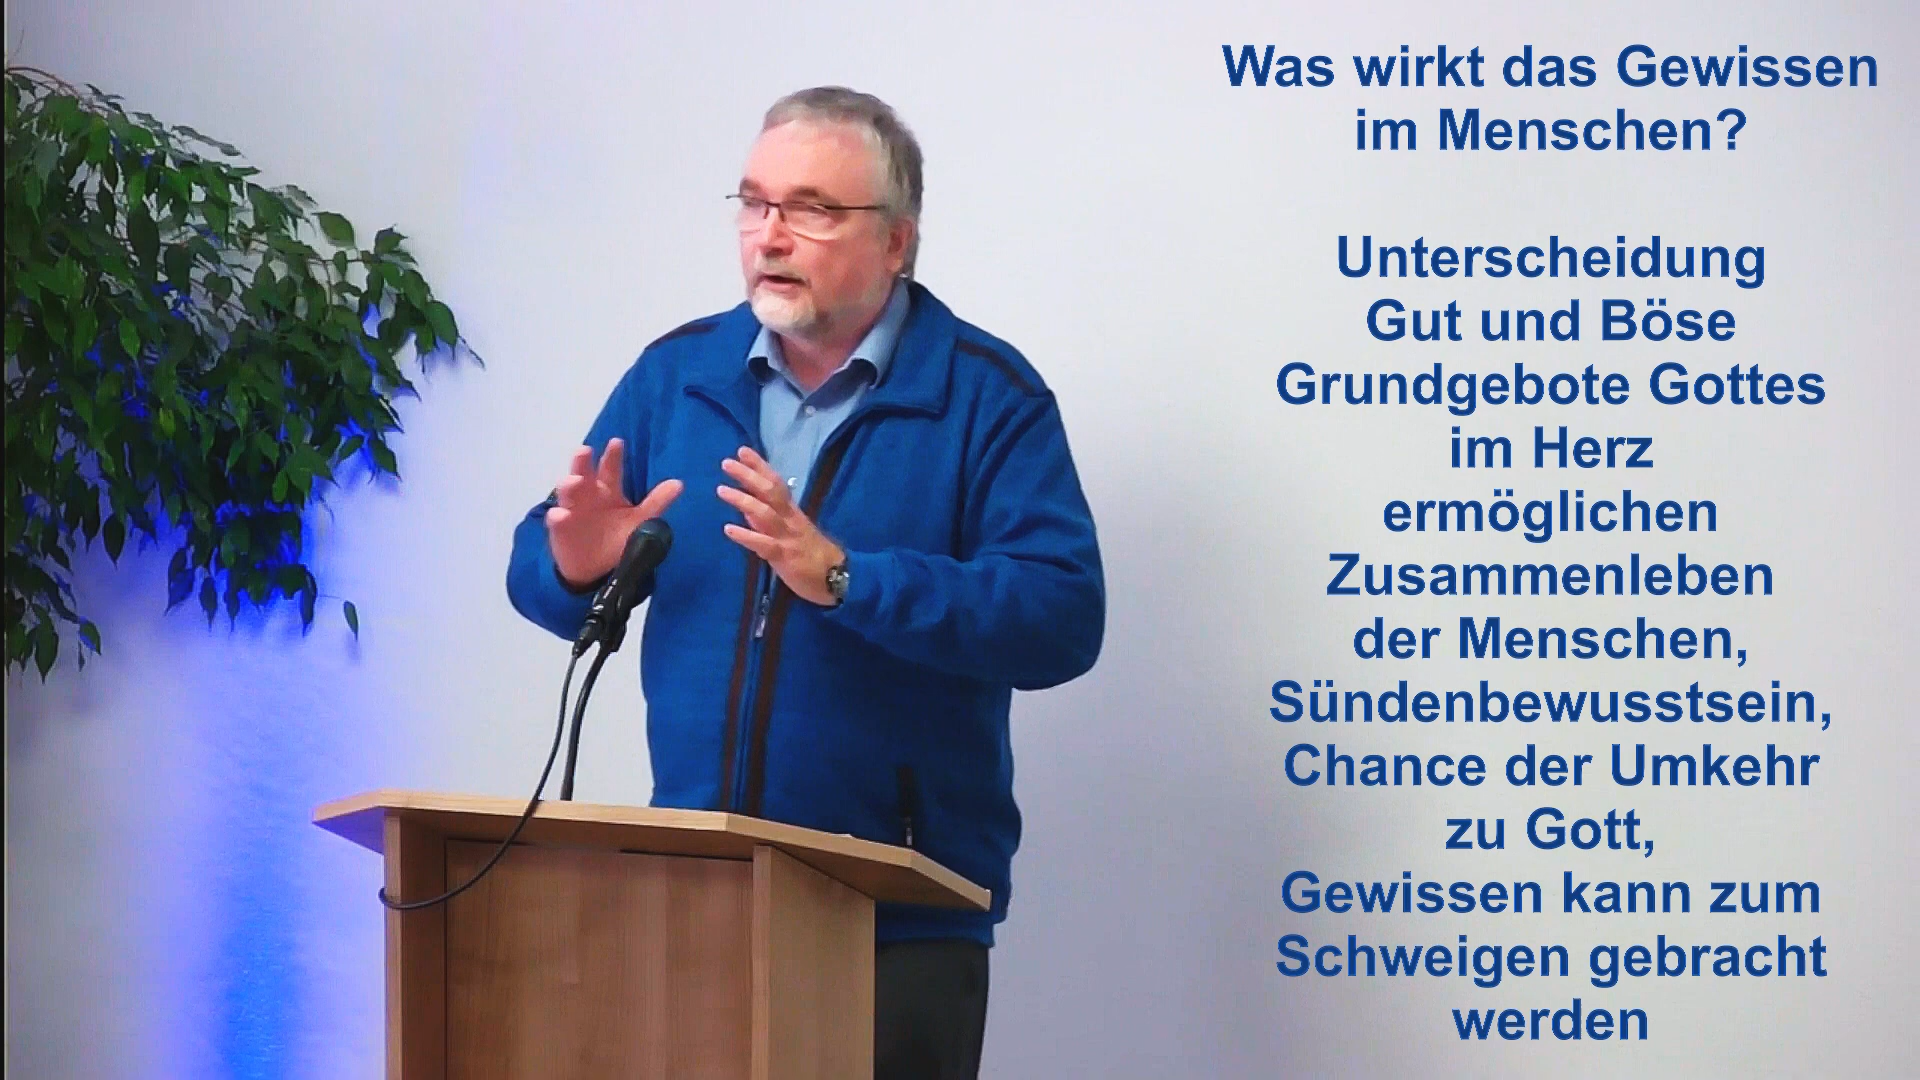 Was wirkt das Gewissen
im Menschen?
Unterscheidung
Gut und Böse
Grundgebote Gottes
im Herz
ermöglichen
Zusammenleben
der Menschen,
Sündenbewusstsein,
Chance der Umkehr
zu Gott,
Gewissen kann zum
Schweigen gebracht
werden